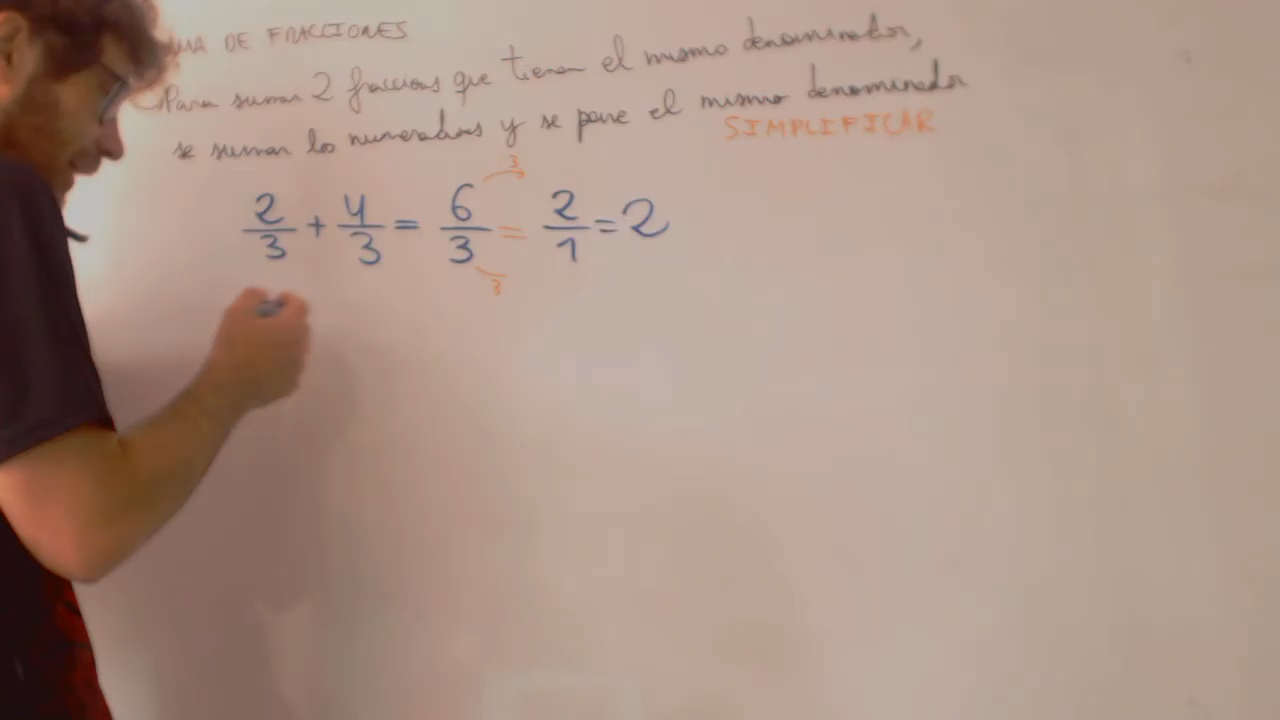 UMA DE FRACCIONES
Para sumar 2 fracciones que tienen el mismo denominador,
se suman los numeradores y se pone el mismo denominador
SIMPLIFICAR
3
2/3 + 4/3 = 6/3 = 2/1 = 2
3